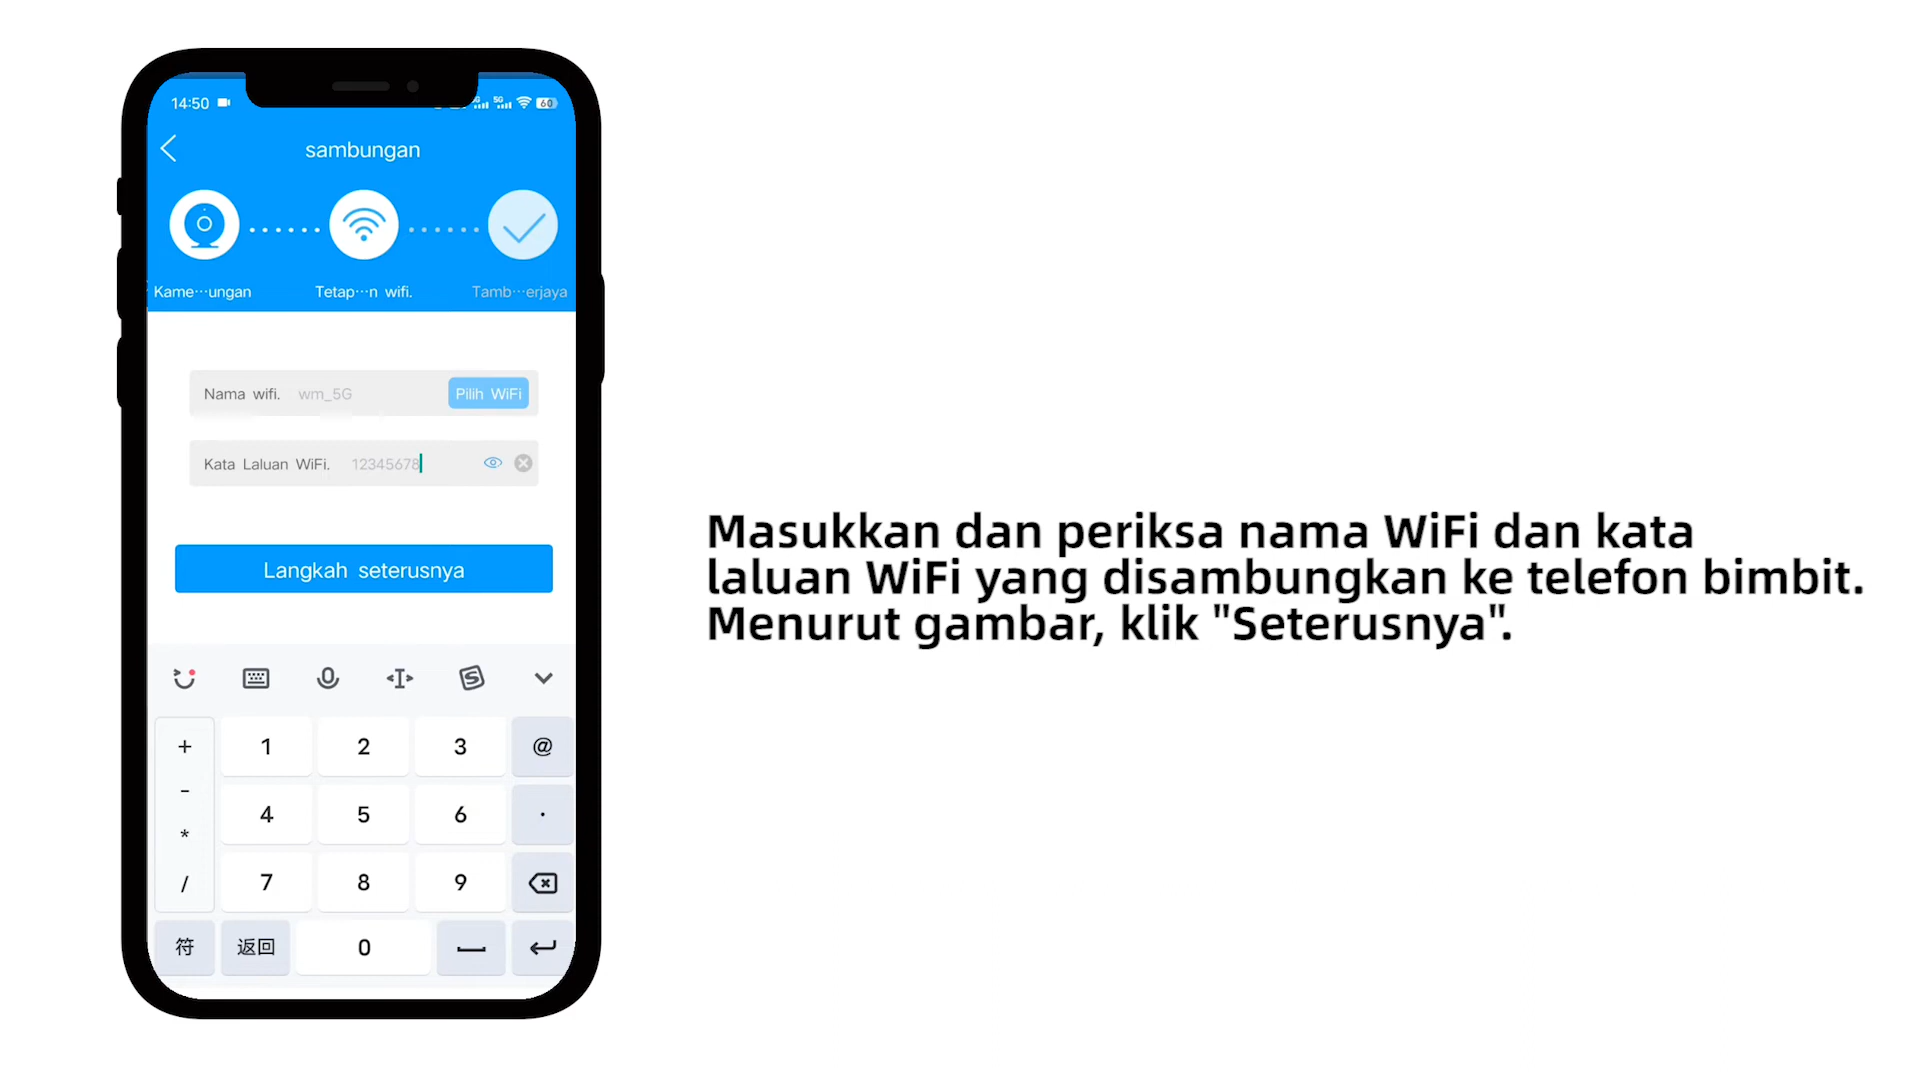 14:50
5G
60
sambungan
Kame···ungan
Tetap···n wifi.
Tamb···erjaya
Nama wifi. wm_5G
Pilih WiFi
Kata Laluan WiFi. 12345678
Langkah seterusnya
Masukkan dan periksa nama WiFi dan kata
laluan WiFi yang disambungkan ke telefon bimbit.
Menurut gambar, klik "Seterusnya".
+ 1 2 3 @
-
4 5 6 ·
*
/ 7 8 9
符 返回 0